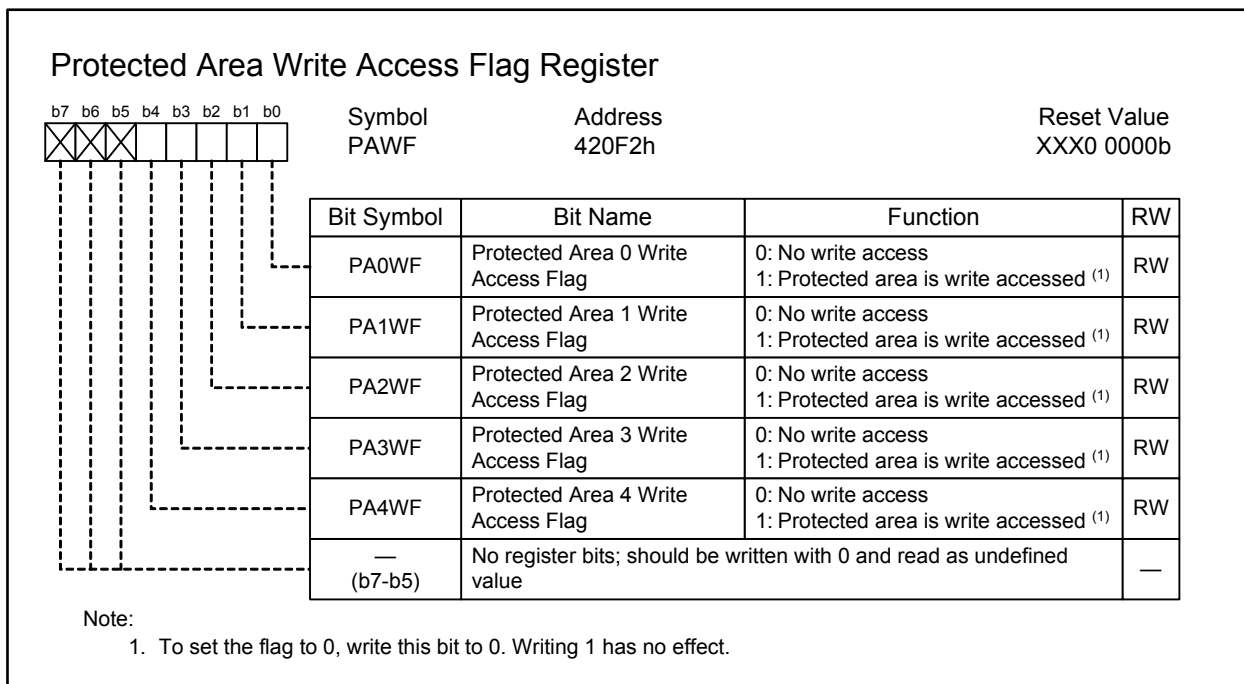 Protected Area Write Access Flag Register
b7 b6 b5 b4 b3 b2 b1 b0
Symbol Address Reset Value
PAWF 420F2h XXX0 0000b
Bit Symbol Bit Name Function RW
PA0WF Protected Area 0 Write Access Flag 0: No write access
1: Protected area is write accessed (1) RW
PA1WF Protected Area 1 Write Access Flag 0: No write access
1: Protected area is write accessed (1) RW
PA2WF Protected Area 2 Write Access Flag 0: No write access
1: Protected area is write accessed (1) RW
PA3WF Protected Area 3 Write Access Flag 0: No write access
1: Protected area is write accessed (1) RW
PA4WF Protected Area 4 Write Access Flag 0: No write access
1: Protected area is write accessed (1) RW
— (b7-b5) No register bits; should be written with 0 and read as undefined
value —
Note:
1. To set the flag to 0, write this bit to 0. Writing 1 has no effect.